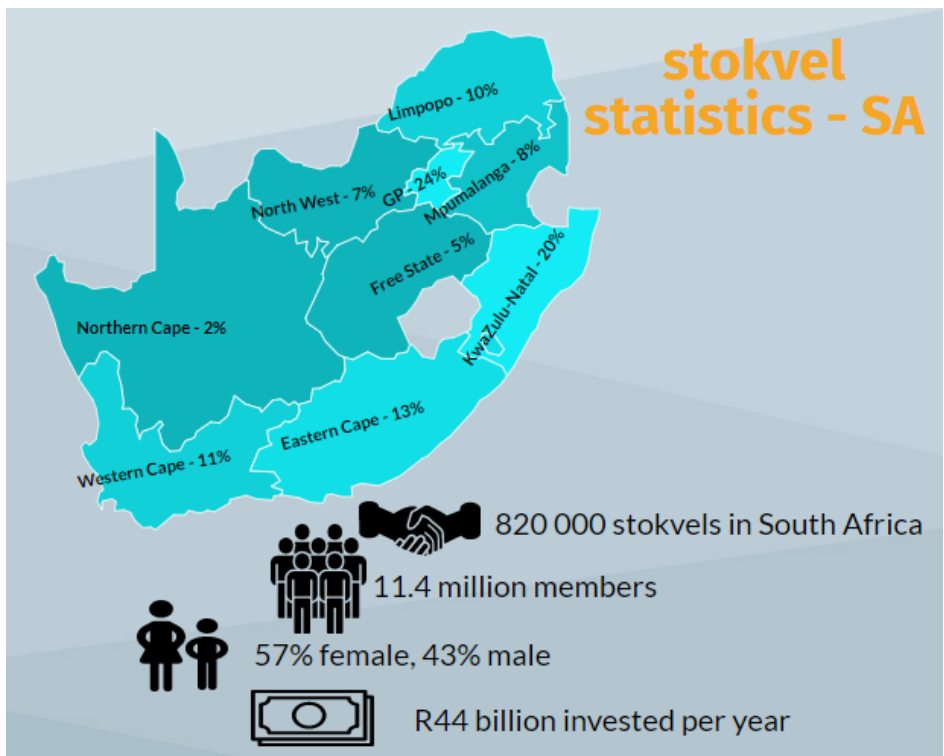 stokvel
statistics - SA
Limpopo - 10%
Mpumalanga - 8%
GP - 24%
North West - 7%
Free State - 5%
KwaZulu-Natal - 20%
Northern Cape - 2%
Eastern Cape - 13%
Western Cape - 11%
820 000 stokvels in South Africa
11.4 million members
57% female, 43% male
R44 billion invested per year